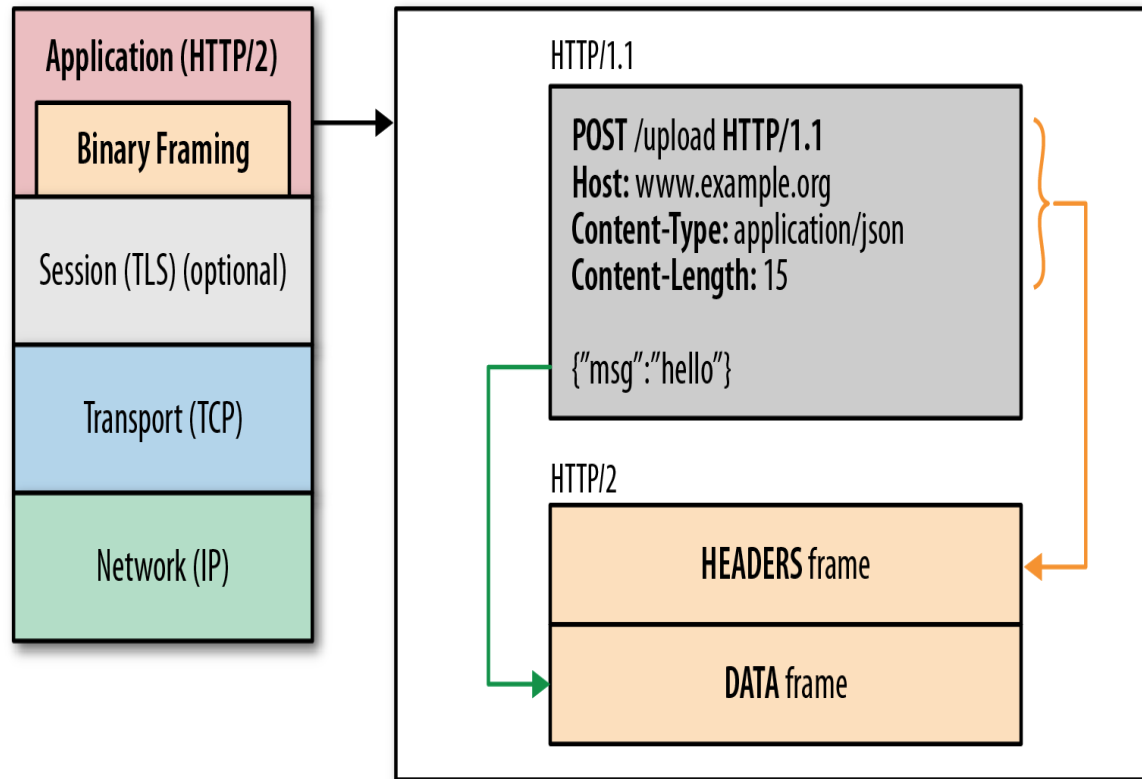 Application (HTTP/2)
Binary Framing
Session (TLS) (optional)
Transport (TCP)
Network (IP)
HTTP/1.1
POST /upload HTTP/1.1
Host: www.example.org
Content-Type: application/json
Content-Length: 15
{”msg”:”hello”}
HTTP/2
HEADERS frame
DATA frame